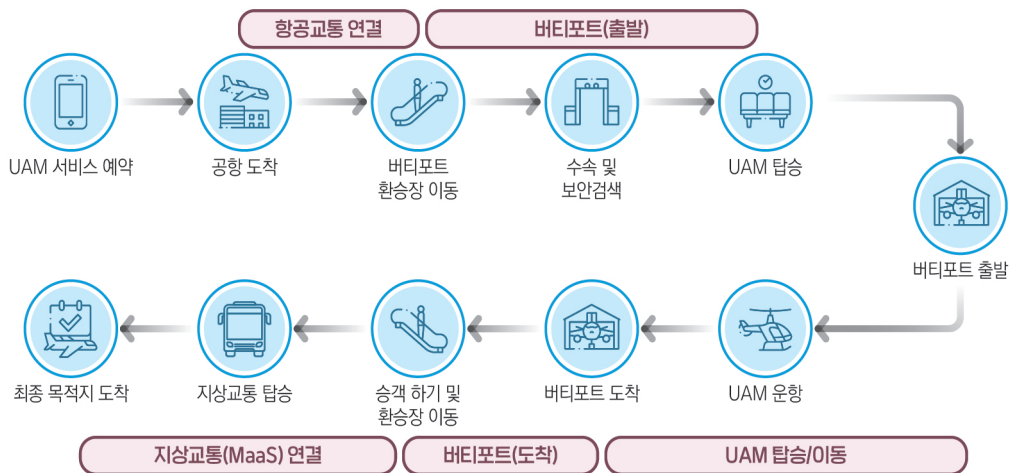 항공교통 연결
버티포트(출발)
UAM 서비스 예약
공항 도착
버티포트
환승장 이동
수속 및
보안검색
UAM 탑승
버티포트 출발
최종 목적지 도착
지상교통 탑승
승객 하기 및
환승장 이동
버티포트 도착
UAM 운항
지상교통(MaaS) 연결
버티포트(도착)
UAM 탑승/이동